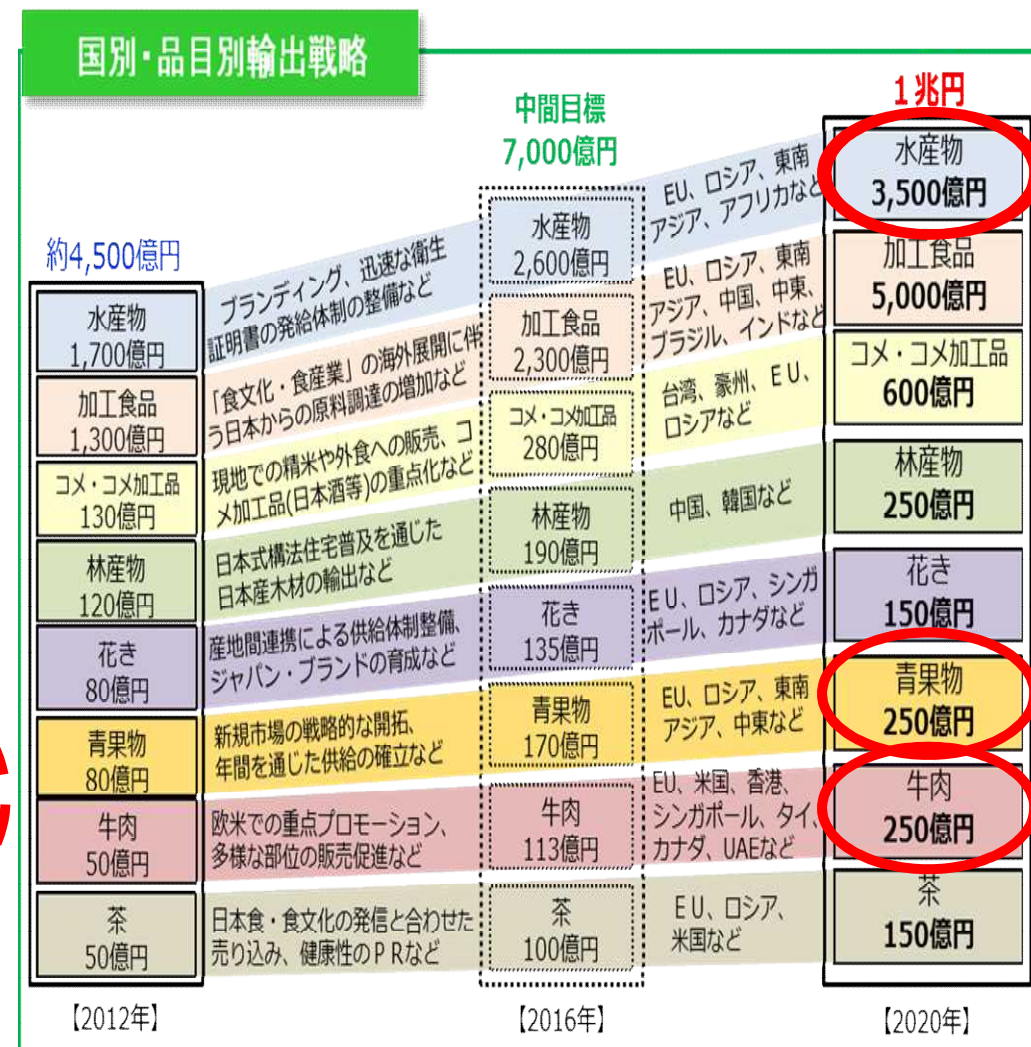 国別・品目別輸出戦略
約4,500億円
水産物
1,700億円
加工食品
1,300億円
コメ・コメ加工品
130億円
林産物
120億円
花き
80億円
青果物
80億円
牛肉
50億円
茶
50億円
【2012年】
ブランディング、迅速な衛生
証明書の発給体制の整備など
「食文化・食産業」の海外展開に伴
う日本からの原料調達の増加など
現地での精米や外食への販売、コ
メ加工品(日本酒等)の重点化など
日本式構法住宅普及を通じた
日本産木材の輸出など
産地間連携による供給体制整備、
ジャパン・ブランドの育成など
新規市場の戦略的な開拓、
年間を通じた供給の確立など
欧米での重点プロモーション、
多様な部位の販売促進など
日本食・食文化の発信と合わせた
売り込み、健康性のPRなど
中間目標
7,000億円
水産物
2,600億円
加工食品
2,300億円
コメ・コメ加工品
280億円
林産物
190億円
花き
135億円
青果物
170億円
牛肉
113億円
茶
100億円
【2016年】
EU、ロシア、東南
アジア、アフリカなど
EU、ロシア、東南
アジア、中国、中東、
ブラジル、インドなど
台湾、豪州、EU、
ロシアなど
中国、韓国など
EU、ロシア、シンガ
ポール、カナダなど
EU、ロシア、東南
アジア、中東など
EU、米国、香港、
シンガポール、タイ、
カナダ、UAEなど
EU、ロシア、
米国など
1兆円
水産物
3,500億円
加工食品
5,000億円
コメ・コメ加工品
600億円
林産物
250億円
花き
150億円
青果物
250億円
牛肉
250億円
茶
150億円
【2020年】